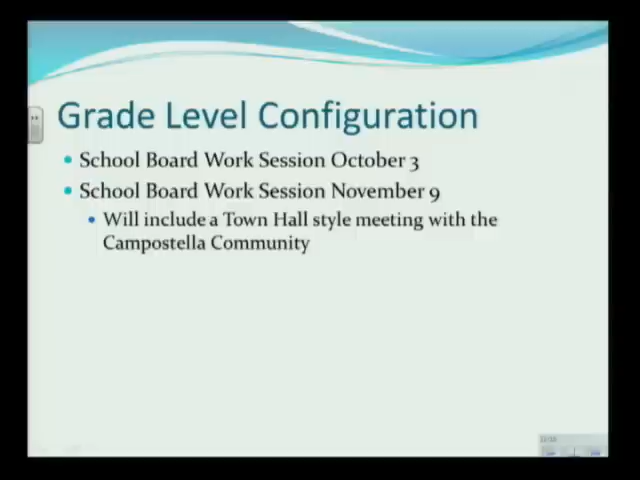 Grade Level Configuration
School Board Work Session October 3
School Board Work Session November 9
Will include a Town Hall style meeting with the
Campostella Community